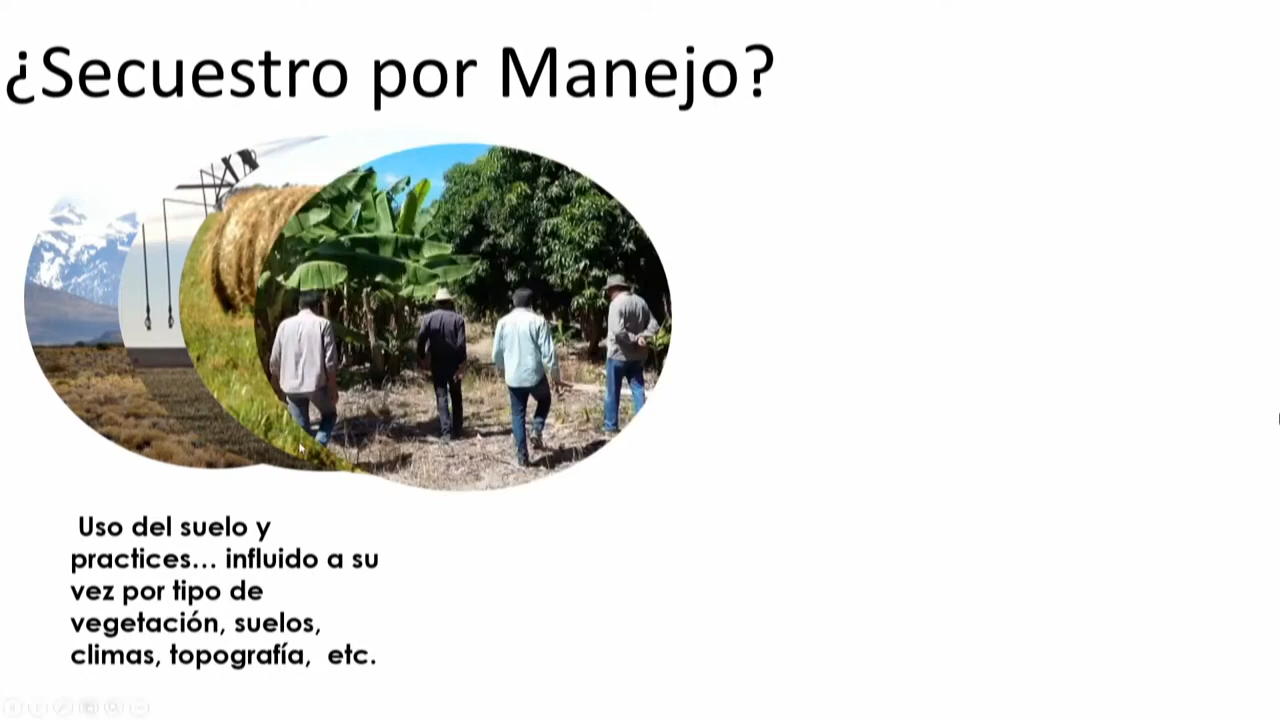 ¿Secuestro por Manejo?
Uso del suelo y
practices... influido a su
vez por tipo de
vegetación, suelos,
climas, topografía, etc.